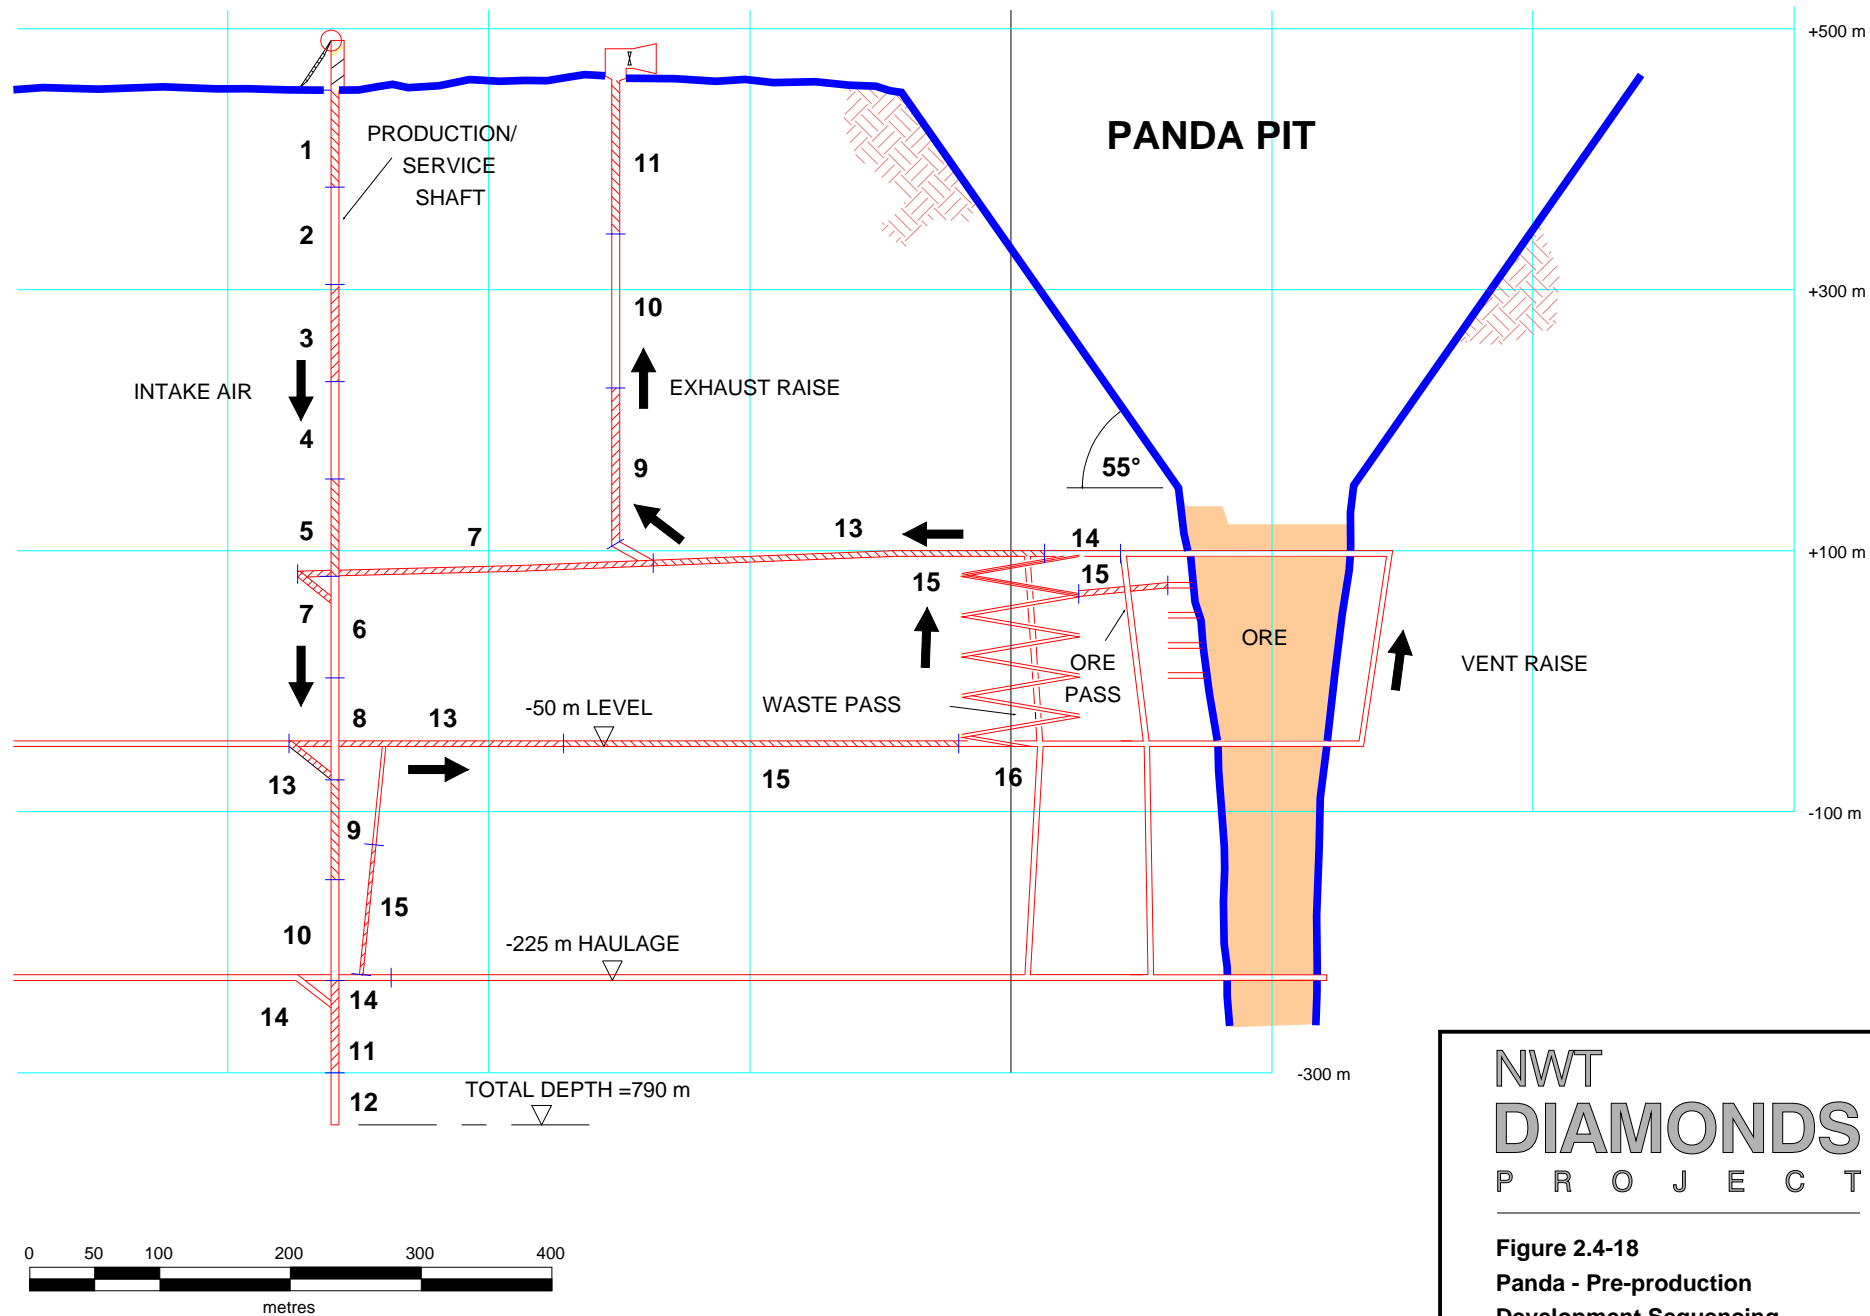 +500 m
PANDA PIT
PRODUCTION/
SERVICE
SHAFT
1
11
2
+300 m
10
3
INTAKE AIR
EXHAUST RAISE
4
9
55°
5
7
13
14
+100 m
15
15
7
6
ORE
ORE
PASS
VENT RAISE
WASTE PASS
-50 m LEVEL
8
13
13
15
16
9
-100 m
15
10
-225 m HAULAGE
14
14
11
-300 m
12
TOTAL DEPTH =790 m
NWT
DIAMONDS
PROJECT
0 50 100 200 300 400
metres
Figure 2.4-18
Panda - Pre-production
Development Sequencing